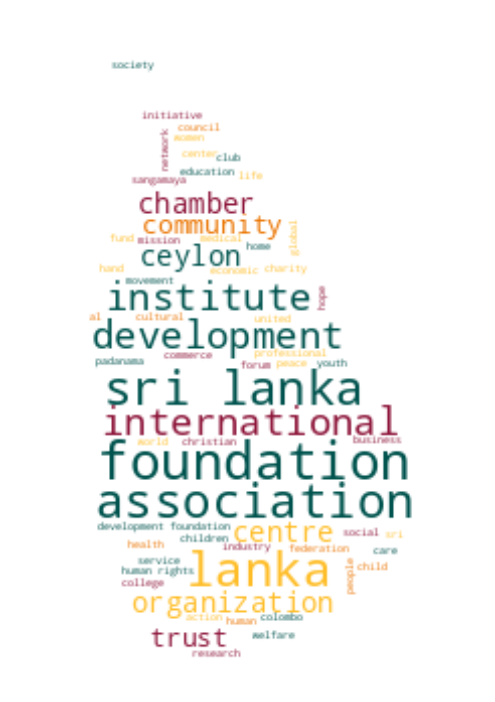 society
initiative
council
network
women
center club
education life
sangamaya
chamber
community
global
fund mission medical
home
ceylon
hand economic charity
movement
institute hope
al cultural united
development
padanama commerce professional
forum peace youth
sri lanka
international
world christian business
foundation
association
development foundation centre social sri
children
health industry federation care
service lanka people child
human rights
college
organization
action human colombo
trust welfare
research